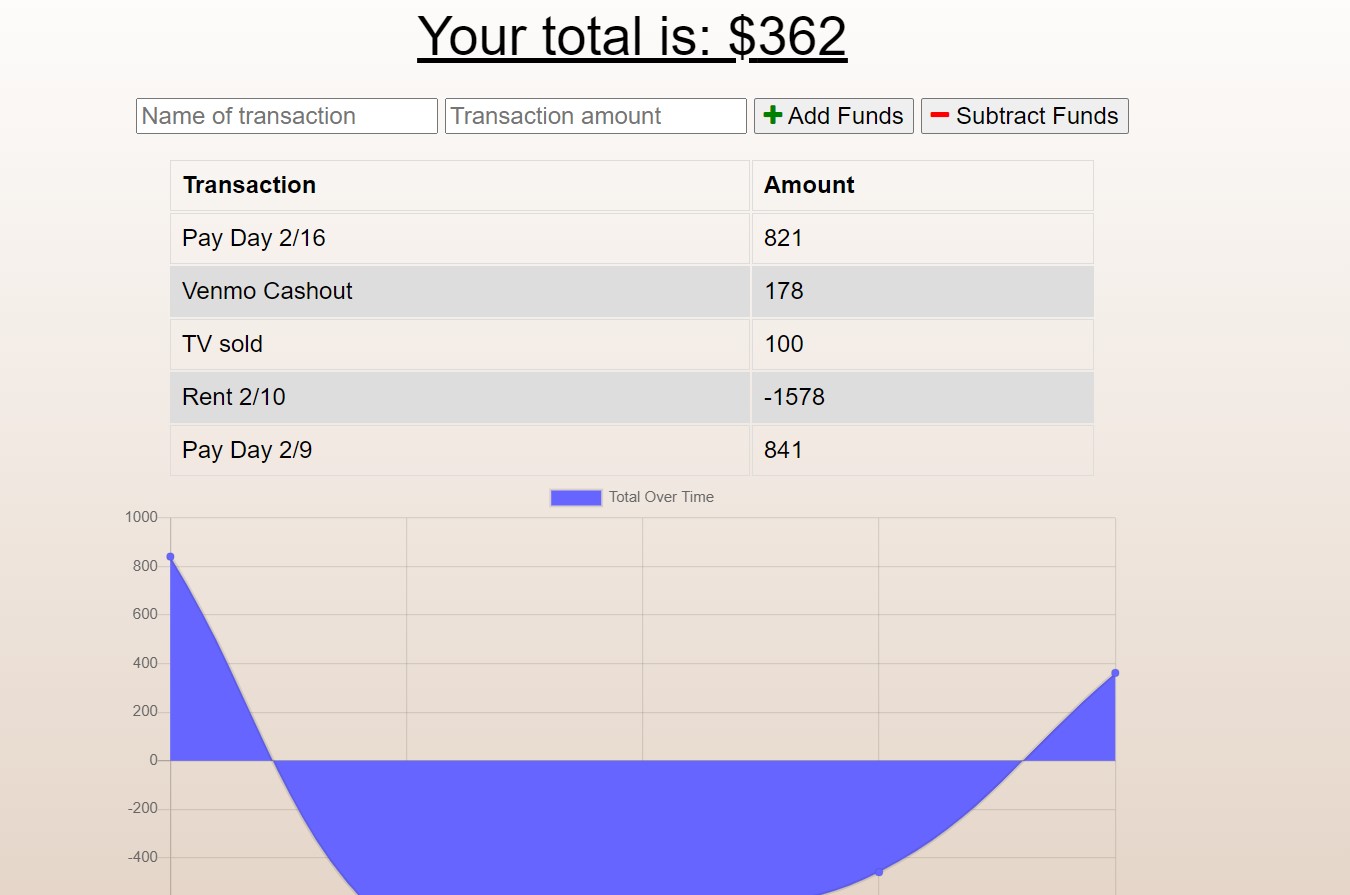 Your total is: $362
Name of transaction Transaction amount Add Funds Subtract Funds
Transaction Amount
Pay Day 2/16 821
Venmo Cashout 178
TV sold 100
Rent 2/10 -1578
Pay Day 2/9 841
Total Over Time
1000
800
600
400
200
0
-200
-400